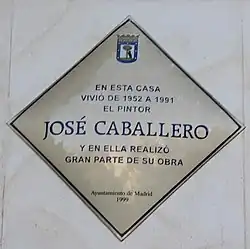 EN ESTA CASA
VIVIÓ DE 1952 A 1991
EL PINTOR
JOSÉ CABALLERO
Y EN ELLA REALIZÓ
GRAN PARTE DE SU OBRA
Ayuntamiento de Madrid
1999